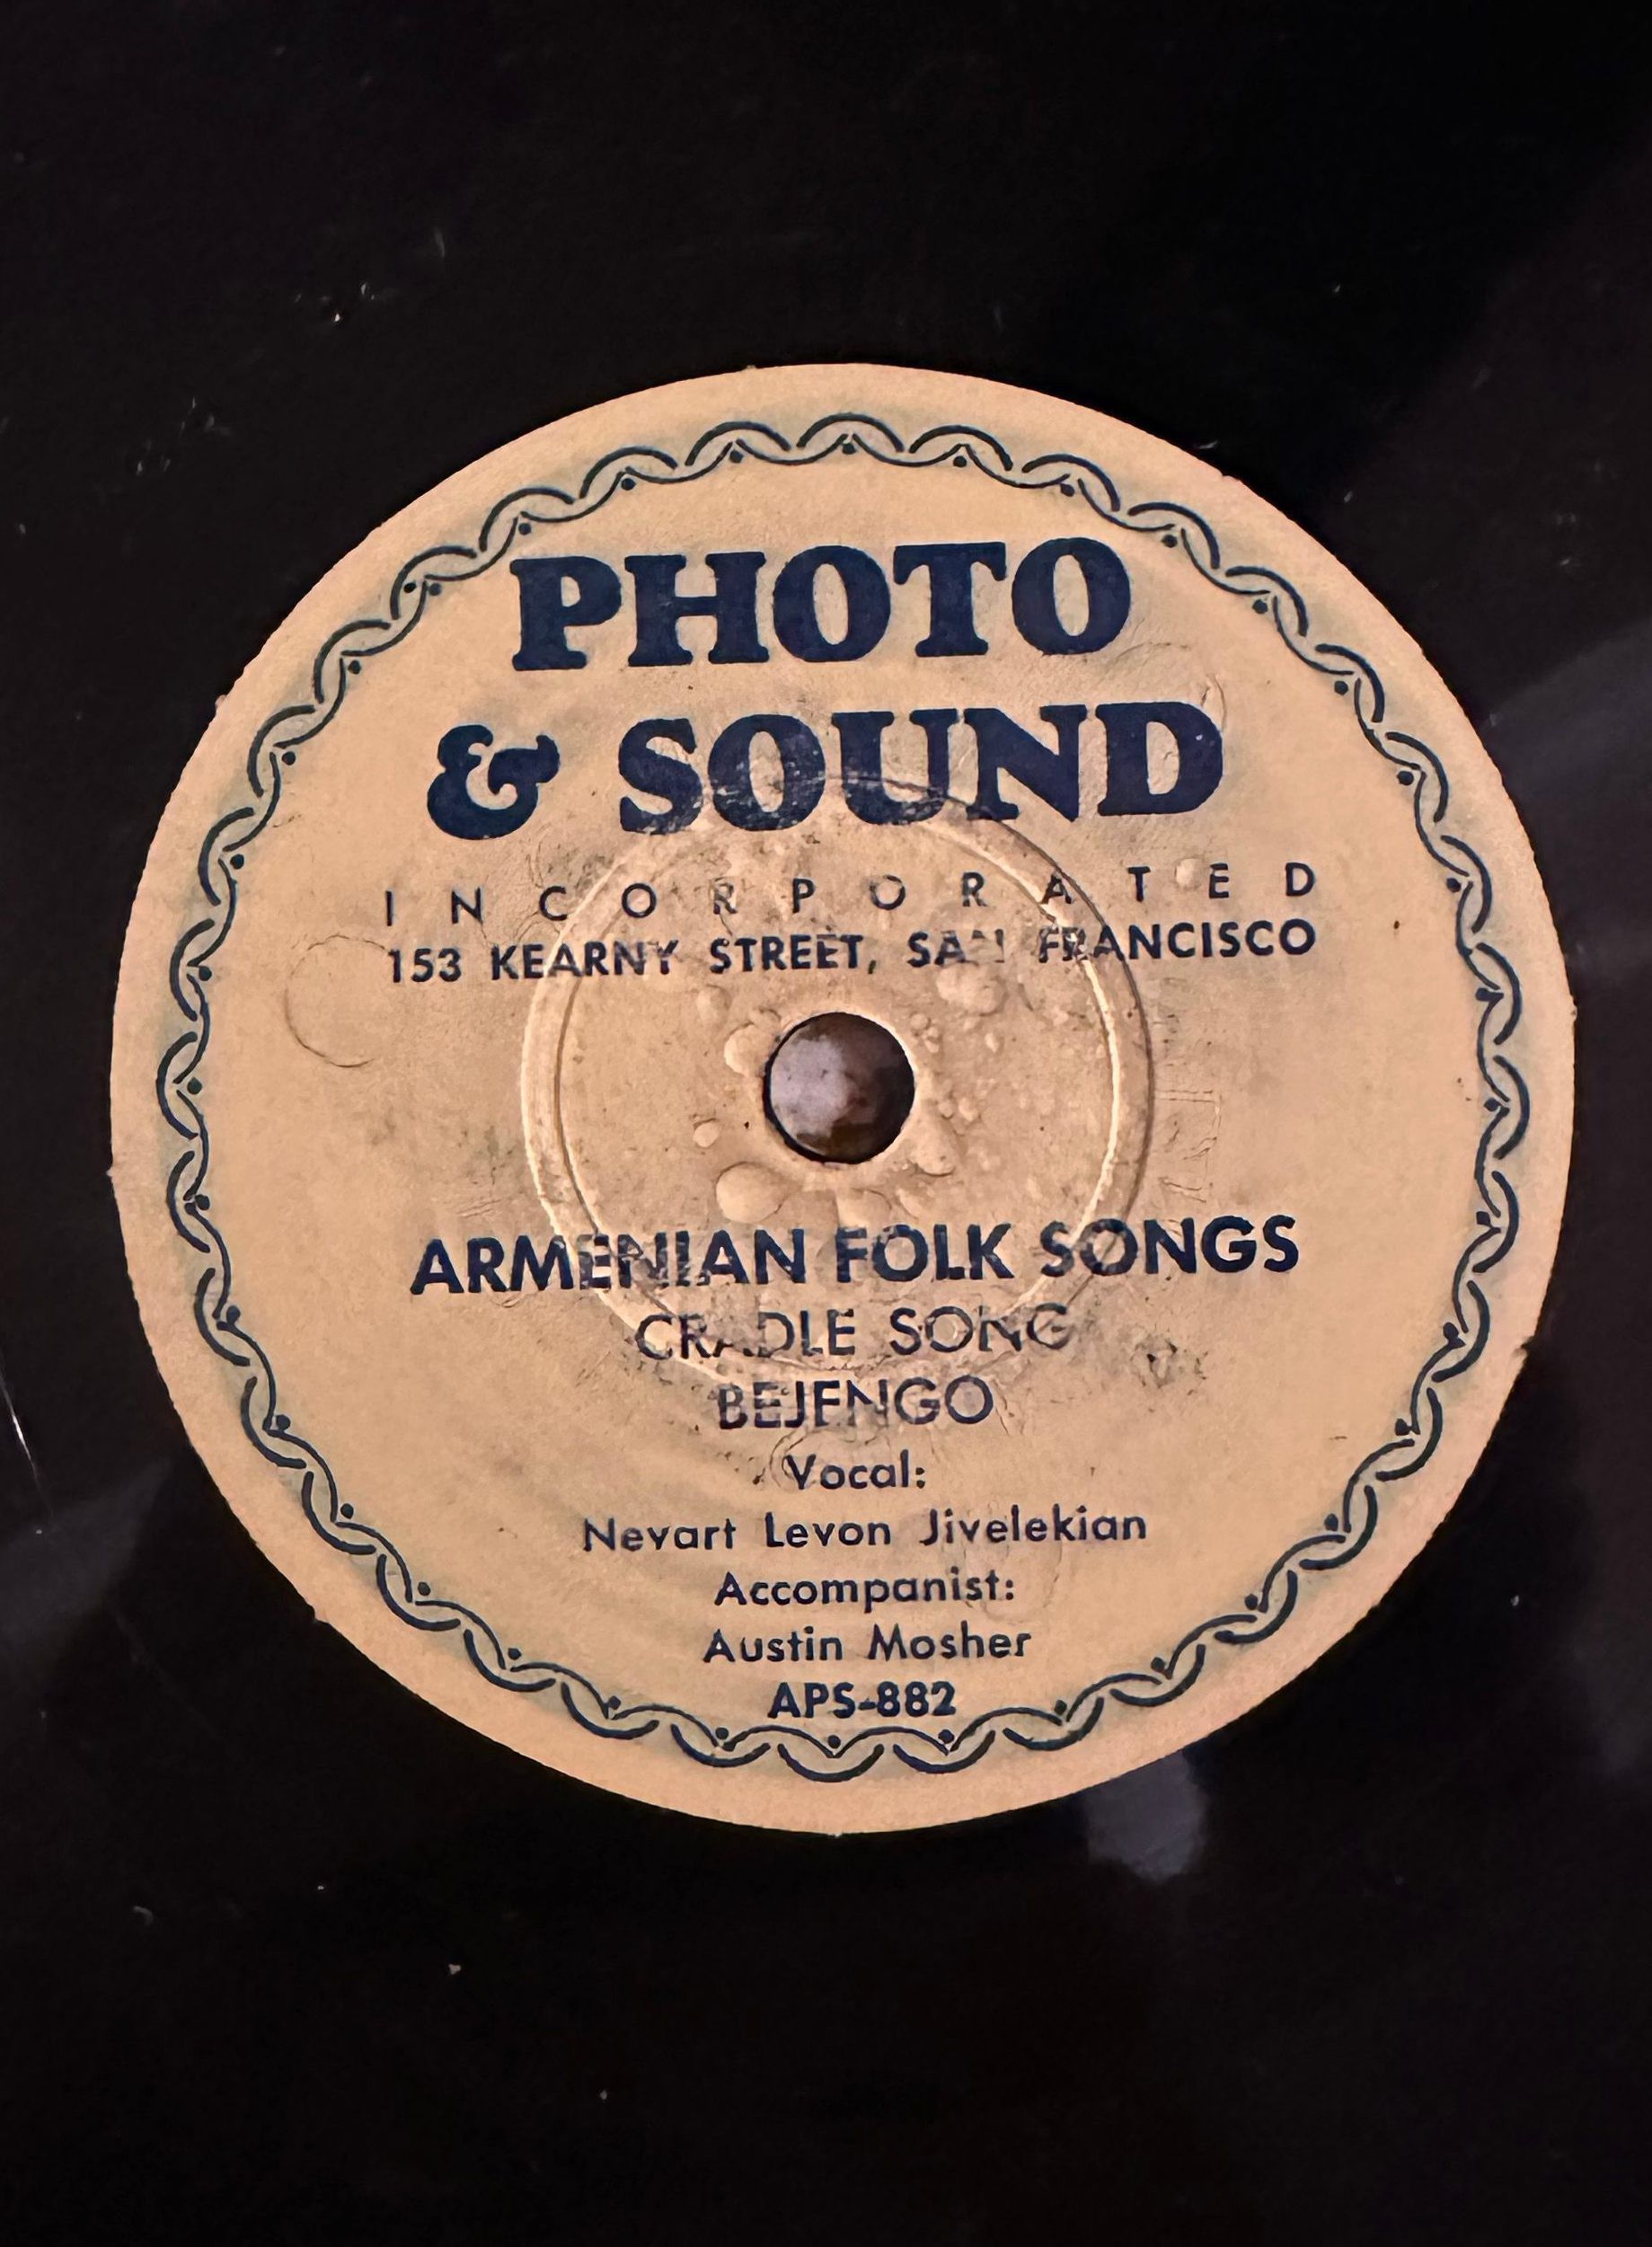 PHOTO
& SOUND
INCORPORATED
153 KEARNY STREET, SAN FRANCISCO
ARMENIAN FOLK SONGS
CRADLE SONG
BEJENGO
Vocal:
Nevart Levon Jivelekian
Accompanist:
Austin Mosher
APS-882